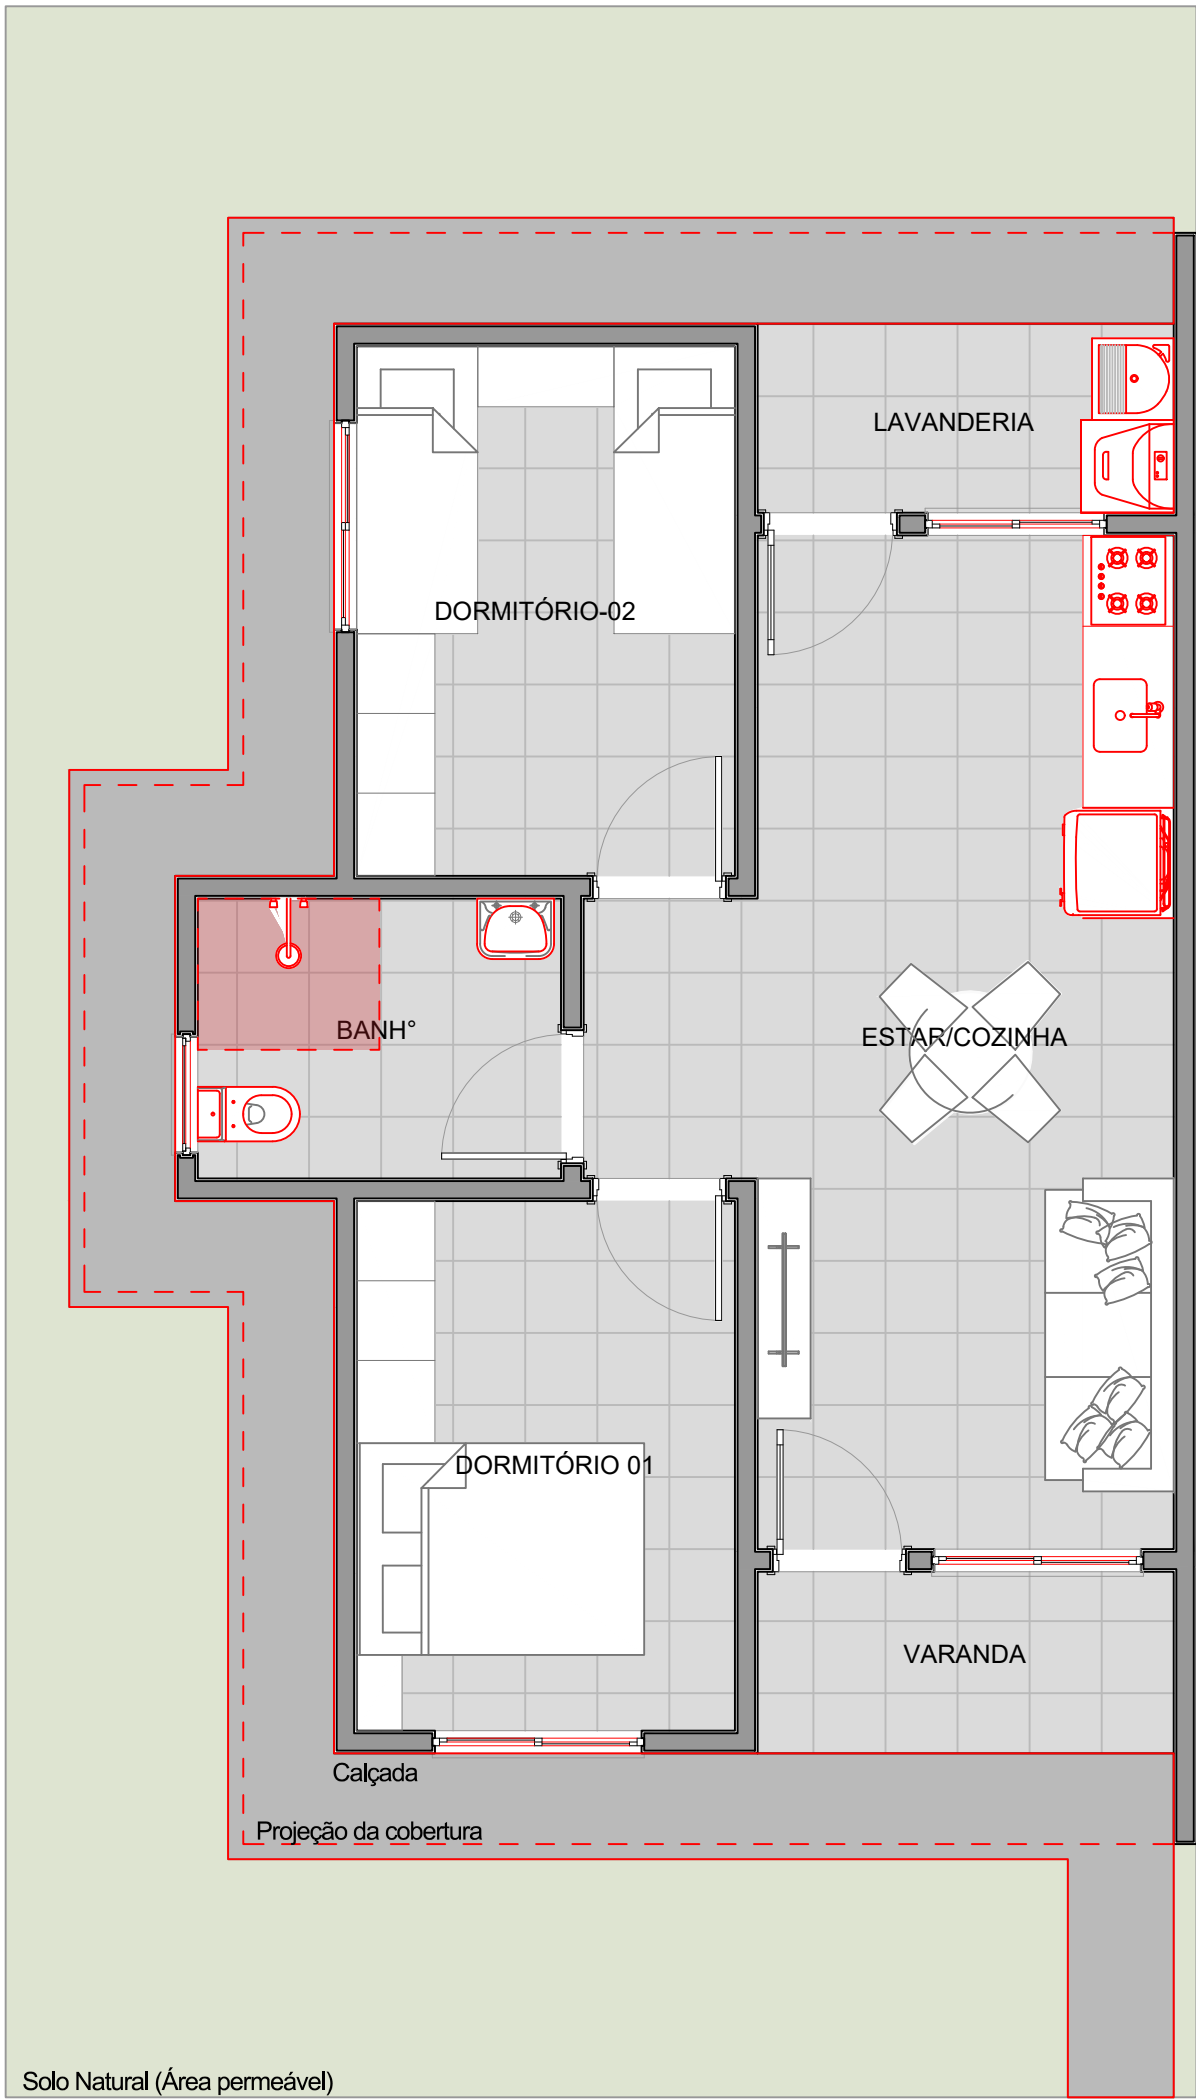 LAVANDERIA
DORMITÓRIO-02
BANH°
ESTAR/COZINHA
DORMITÓRIO 01
VARANDA
Calçada
Projeção da cobertura
Solo Natural (Área permeável)